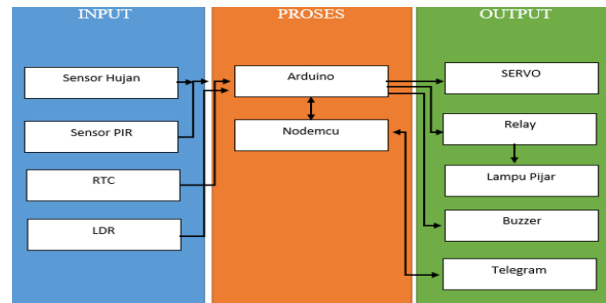 INPUT
Sensor Hujan
Sensor PIR
RTC
LDR
PROSES
Arduino
Nodemcu
OUTPUT
SERVO
Relay
Lampu Pijar
Buzzer
Telegram